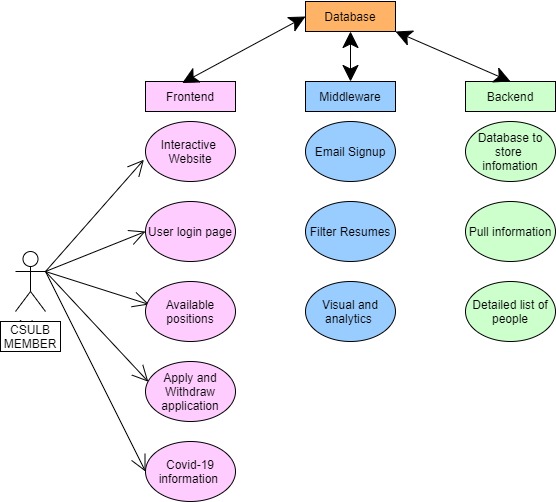 Database
Frontend
Middleware
Backend
Interactive
Website
Email Signup
Database to
store
infomation
User login page
Filter Resumes
Pull information
CSULB
MEMBER
Available
positions
Visual and
analytics
Detailed list of
people
Apply and
Withdraw
application
Covid-19
information